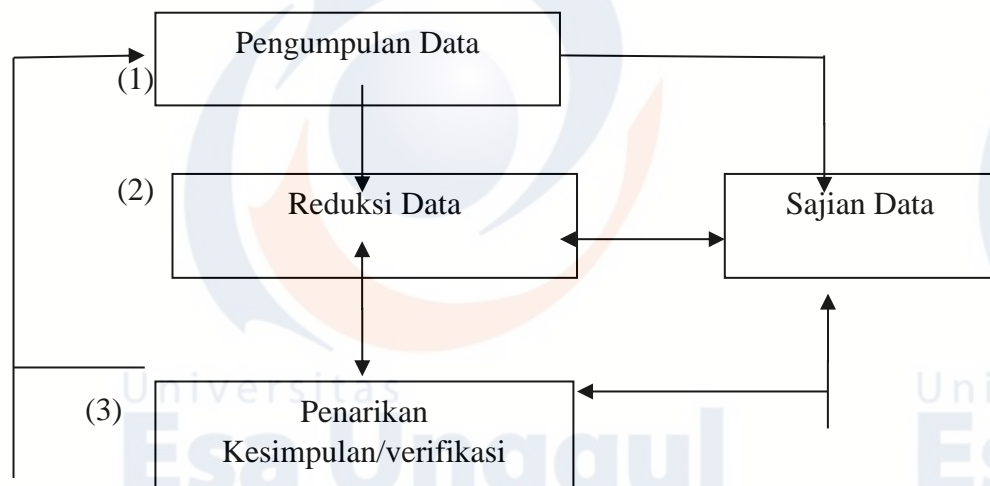 Pengumpulan Data
(1)
(2)
Reduksi Data
Sajian Data
Universitas
Esa Unggul
(3)
Penarikan
Kesimpulan/verifikasi
Uni
Es